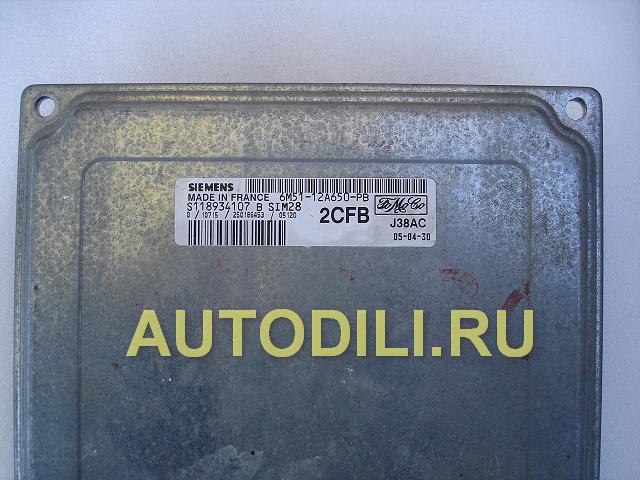 SIEMENS
MADE IN FRANCE 6M51-12A650-PB
S118934107 B SIM28
0 / 10715 / 250186A53 / 05120
2CFB
FoMoCo
J38AC
05-04-30
AUTODILI.RU